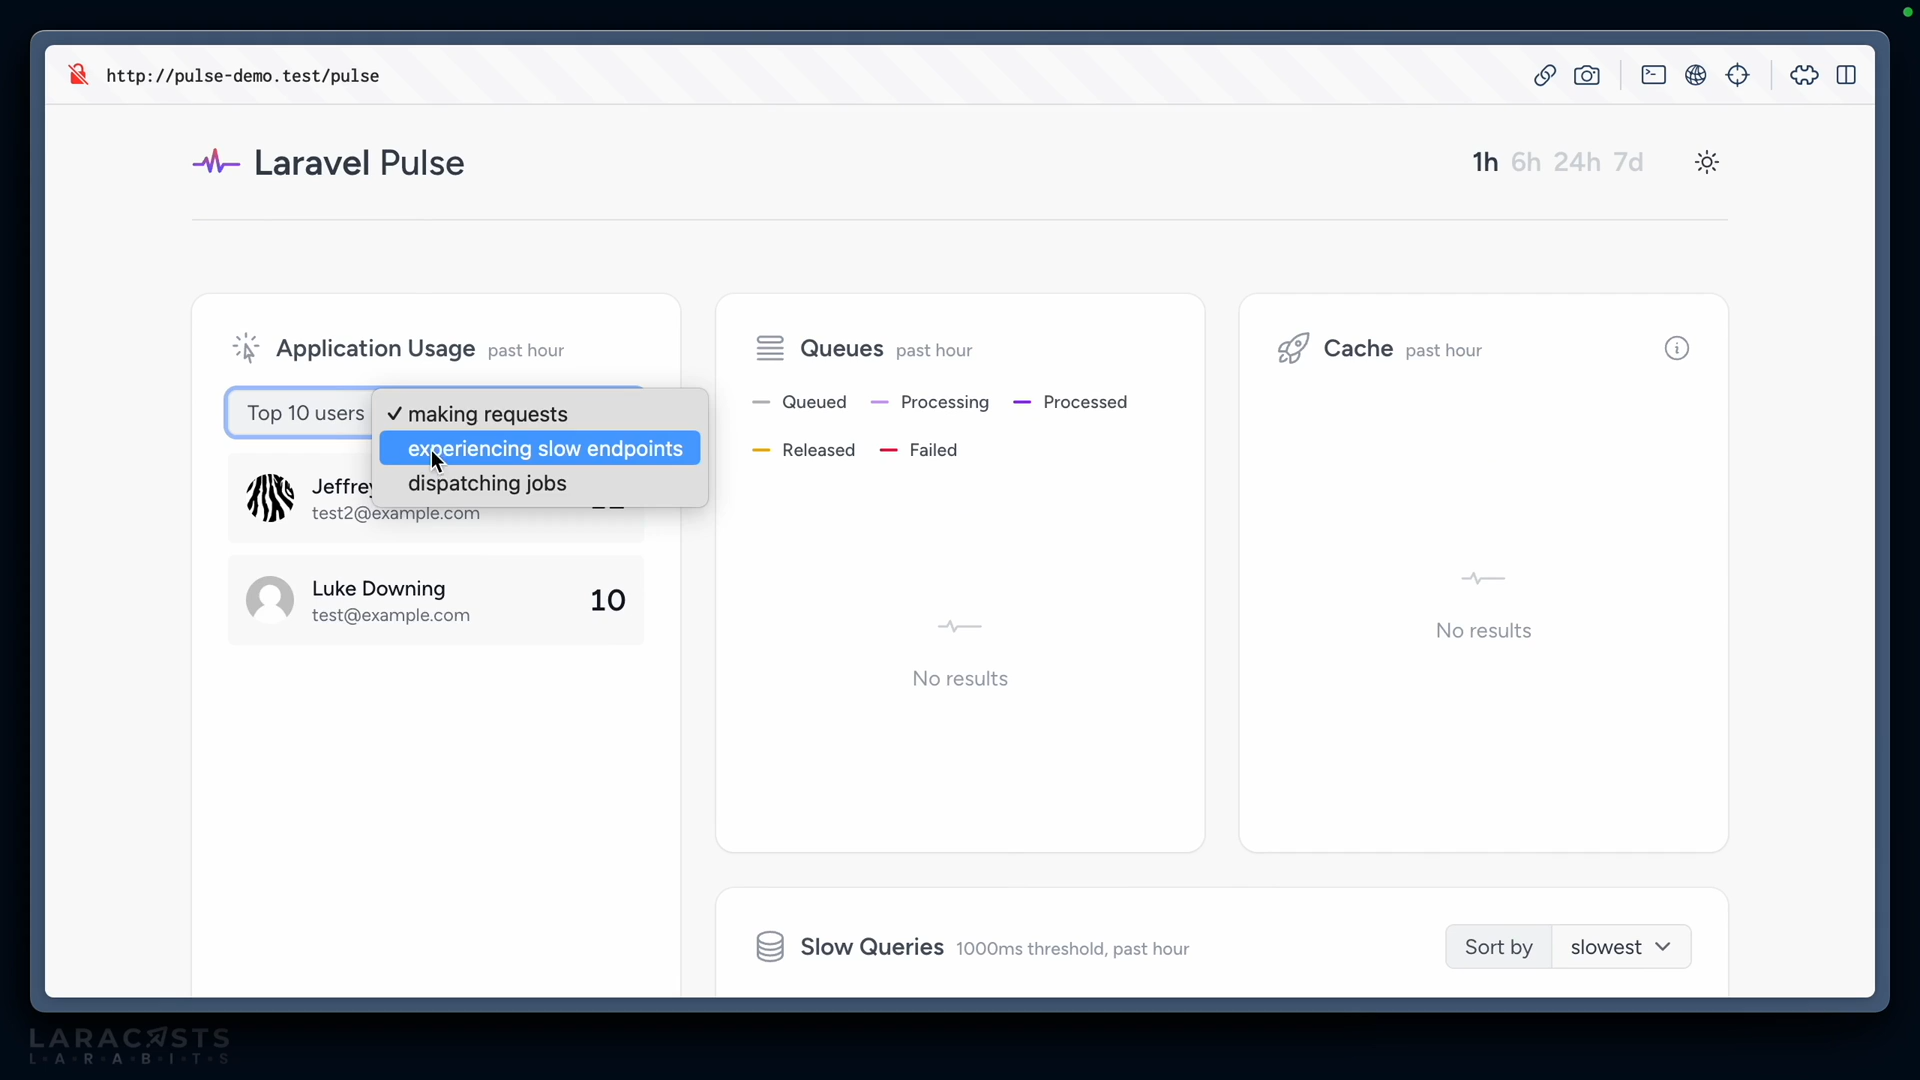 http://pulse-demo.test/pulse
Laravel Pulse
1h 6h 24h 7d
Application Usage past hour
Top 10 users
making requests
experiencing slow endpoints
dispatching jobs
Jeffrey
test2@example.com
Luke Downing
test@example.com
10
Queues past hour
Queued Processing Processed
Released Failed
No results
Cache past hour
No results
Slow Queries 1000ms threshold, past hour
Sort by slowest
LARACASTS
LARABITS